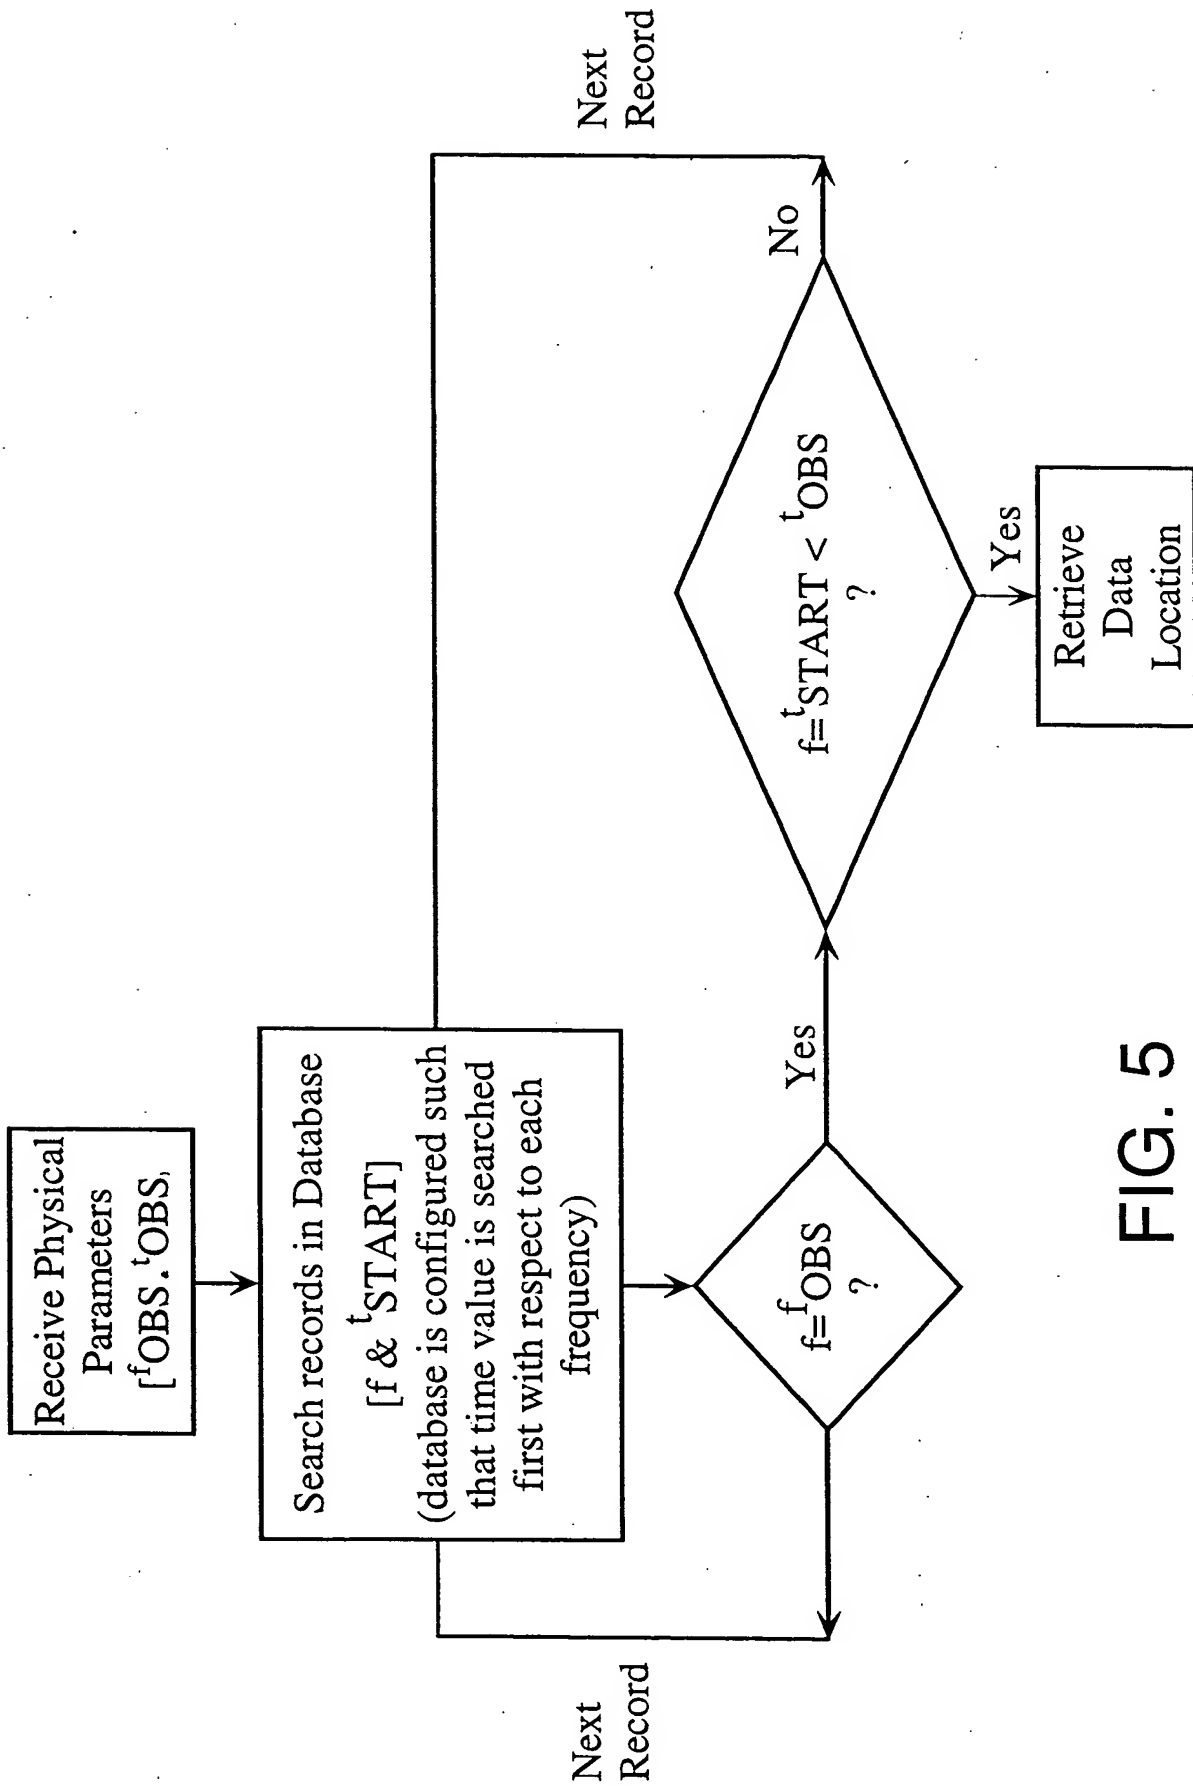 Receive Physical
Parameters
[fOBS.tOBS,
Search records in Database
[f & tSTART]
(database is configured such
that time value is searched
first with respect to each
frequency)
Next
Record
Next
Record
f=fOBS
?
Yes
f=tSTART < tOBS
?
No
Yes
Retrieve
Data
Location
FIG. 5